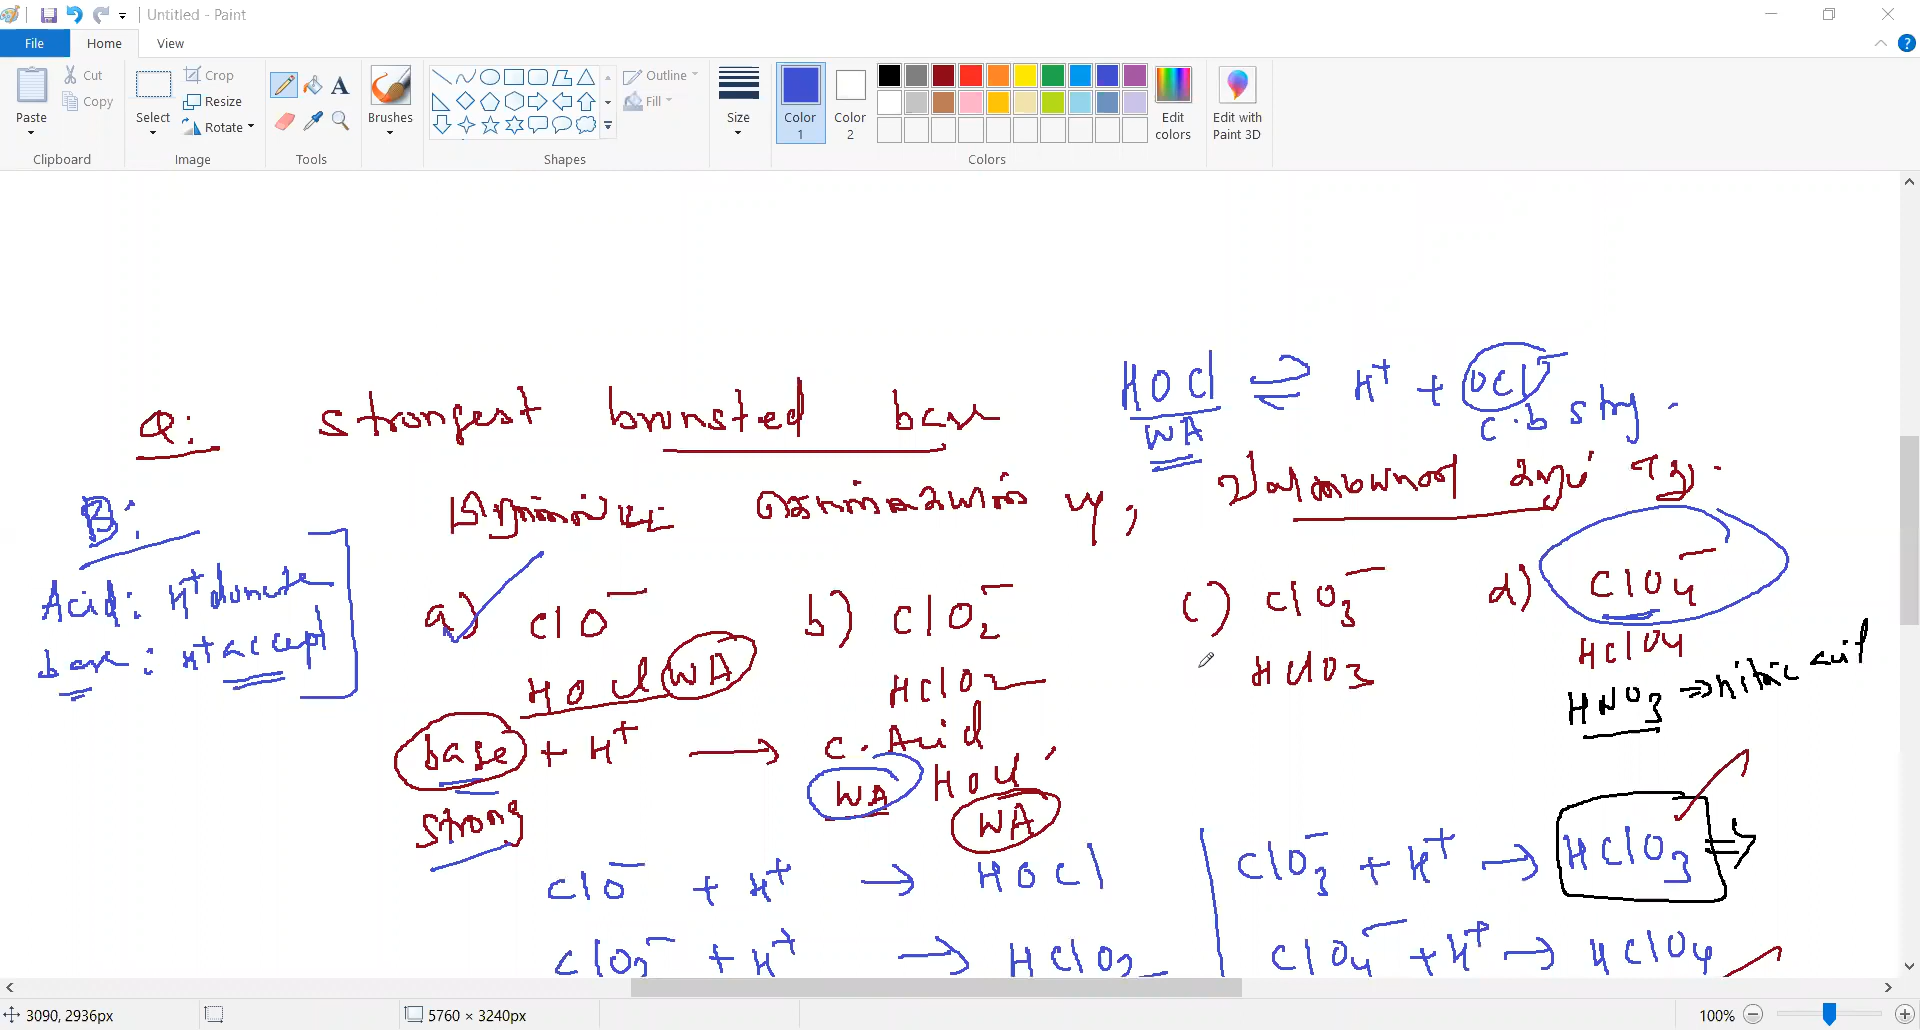 Untitled - Paint
File Home View
Cut
Copy
Paste
Clipboard
Crop
Resize
Rotate
Select
Image
Tools
Brushes
Shapes
Outline
Fill
Size
Color 1
Color 2
Colors
Edit colors
Edit with Paint 3D
HOCl ⇌ H⁺ + OCl⁻
WA
c.b
Q: strongest bronsted base
B:
Acid: H⁺ donate
base: H⁺ accept
a) ClO⁻ b) ClO₂⁻ c) ClO₃⁻ d) ClO₄⁻
HOCl WA HClO₂ HClO₃ HClO₄
HNO₃ ⇒ nitric acid
base + H⁺ → c. Acid
strong WA HOCl
WA
ClO⁻ + H⁺ → HOCl
ClO₃⁻ + H⁺ → HClO₃ ⇒
ClO₂⁻ + H⁺ → HClO₂
ClO₄⁻ + H⁺ → HClO₄
3090, 2936px
5760 × 3240px
100%